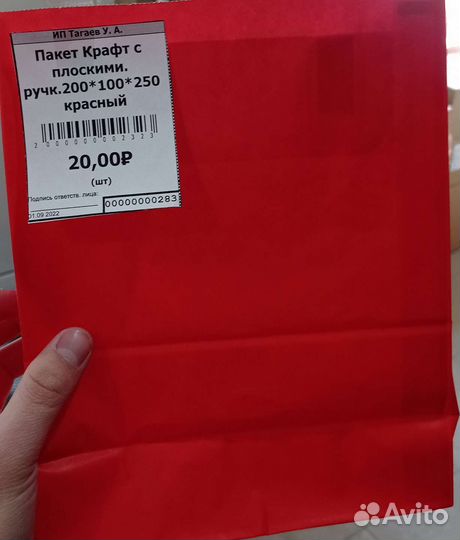 ИП Тагаев У. А.
Пакет Крафт с
плоскими.
ручк.200*100*250
красный
2000000002323
20,00₽
(шт)
Подпись ответств. лица:
00000000283
01.09.2022
Avito